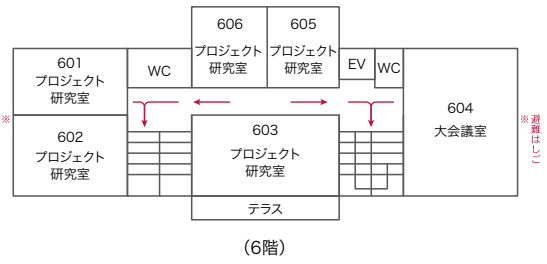 606
プロジェクト
研究室
605
プロジェクト
研究室
601
プロジェクト
研究室
WC
EV
WC
604
大会議室
※
602
プロジェクト
研究室
603
プロジェクト
研究室
※避難はしご
テラス
（6階）